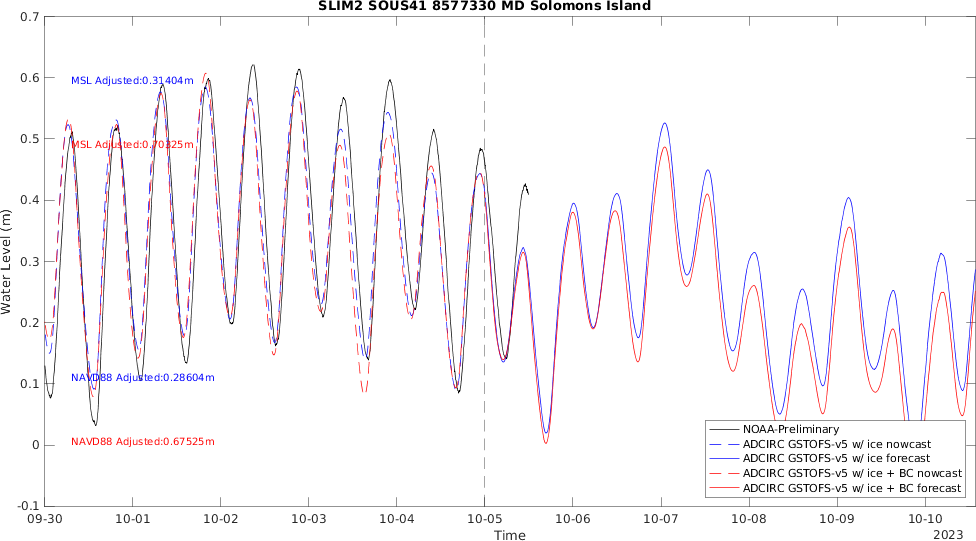 SLIM2 SOUS41 8577330 MD Solomons Island
0.7
0.6
0.5
0.4
0.3
0.2
0.1
0
-0.1
Water Level (m)
MSL Adjusted:0.31404m
MSL Adjusted:0.70325m
NAVD88 Adjusted:0.28604m
NAVD88 Adjusted:0.67525m
NOAA-Preliminary
ADCIRC GSTOFS-v5 w/ ice nowcast
ADCIRC GSTOFS-v5 w/ ice forecast
ADCIRC GSTOFS-v5 w/ ice + BC nowcast
ADCIRC GSTOFS-v5 w/ ice + BC forecast
09-30 10-01 10-02 10-03 10-04 10-05 10-06 10-07 10-08 10-09 10-10
Time
2023